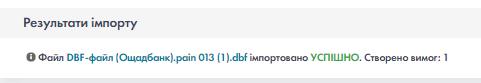 Результати імпорту
Файл DBF-файл (Ощадбанк).pain 013 (1).dbf імпортовано УСПІШНО. Створено вимог: 1